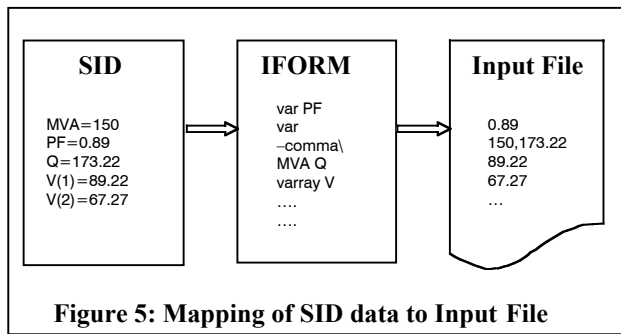 SID
MVA=150
PF=0.89
Q=173.22
V(1)=89.22
V(2)=67.27
IFORM
var PF
var
–comma\
MVA Q
varray V
....
....
Input File
0.89
150,173.22
89.22
67.27
...
Figure 5: Mapping of SID data to Input File